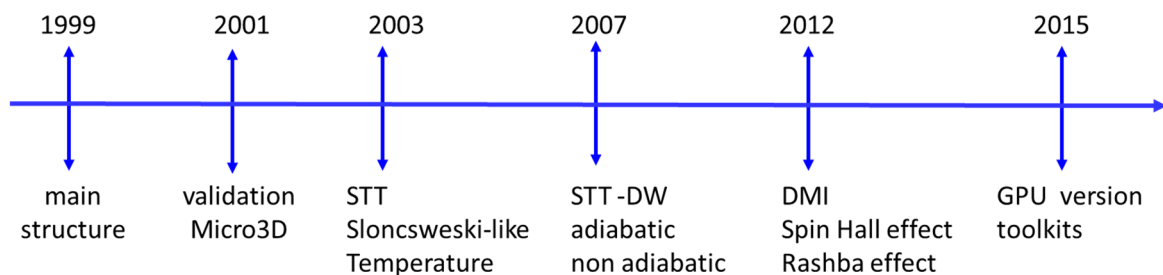 1999 2001 2003 2007 2012 2015
main validation STT STT -DW DMI GPU version
structure Micro3D Sloncsweski-like adiabatic Spin Hall effect toolkits
Temperature non adiabatic Rashba effect